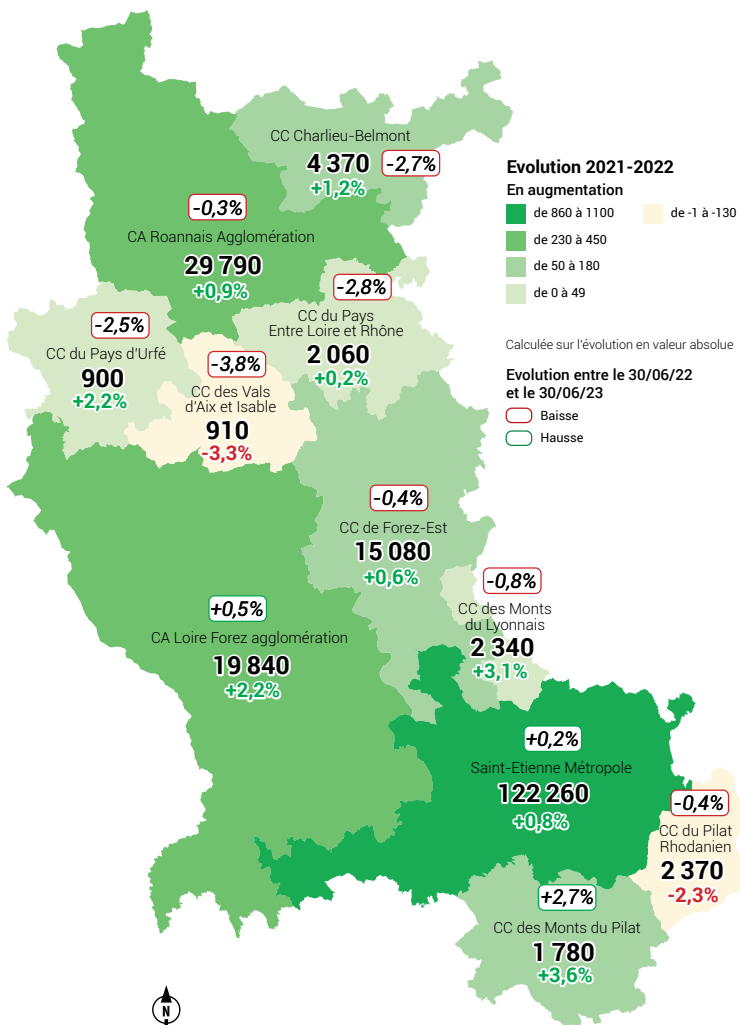 CC Charlieu-Belmont
4 370
-2,7%
+1,2%
Evolution 2021-2022
En augmentation
de 860 à 1100
de -1 à -130
de 230 à 450
de 50 à 180
de 0 à 49
Calculée sur l'évolution en valeur absolue
Evolution entre le 30/06/22
et le 30/06/23
Baisse
Hausse
-0,3%
CA Roannais Agglomération
29 790
+0,9%
-2,8%
CC du Pays
Entre Loire et Rhône
2 060
+0,2%
-2,5%
CC du Pays d'Urfé
900
+2,2%
-3,8%
CC des Vals
d'Aix et Isable
910
-3,3%
-0,4%
CC de Forez-Est
15 080
+0,6%
-0,8%
CC des Monts
du Lyonnais
2 340
+3,1%
+0,5%
CA Loire Forez agglomération
19 840
+2,2%
+0,2%
Saint-Etienne Métropole
122 260
+0,8%
-0,4%
CC du Pilat
Rhodanien
2 370
-2,3%
+2,7%
CC des Monts du Pilat
1 780
+3,6%
N